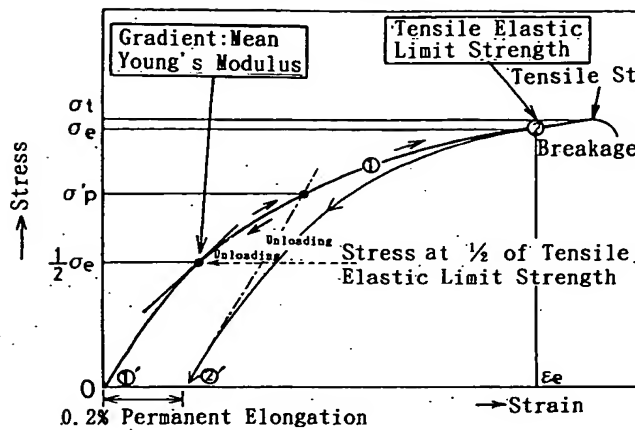 Gradient:Mean
Young's Modulus
Tensile Elastic
Limit Strength
Tensile St
σt
σe
②
Breakage
①
→Stress
σp
Unloading
Unloading
½σe
Stress at ½ of Tensile
Elastic Limit Strength
0
①'
②'
εe
→Strain
0.2% Permanent Elongation